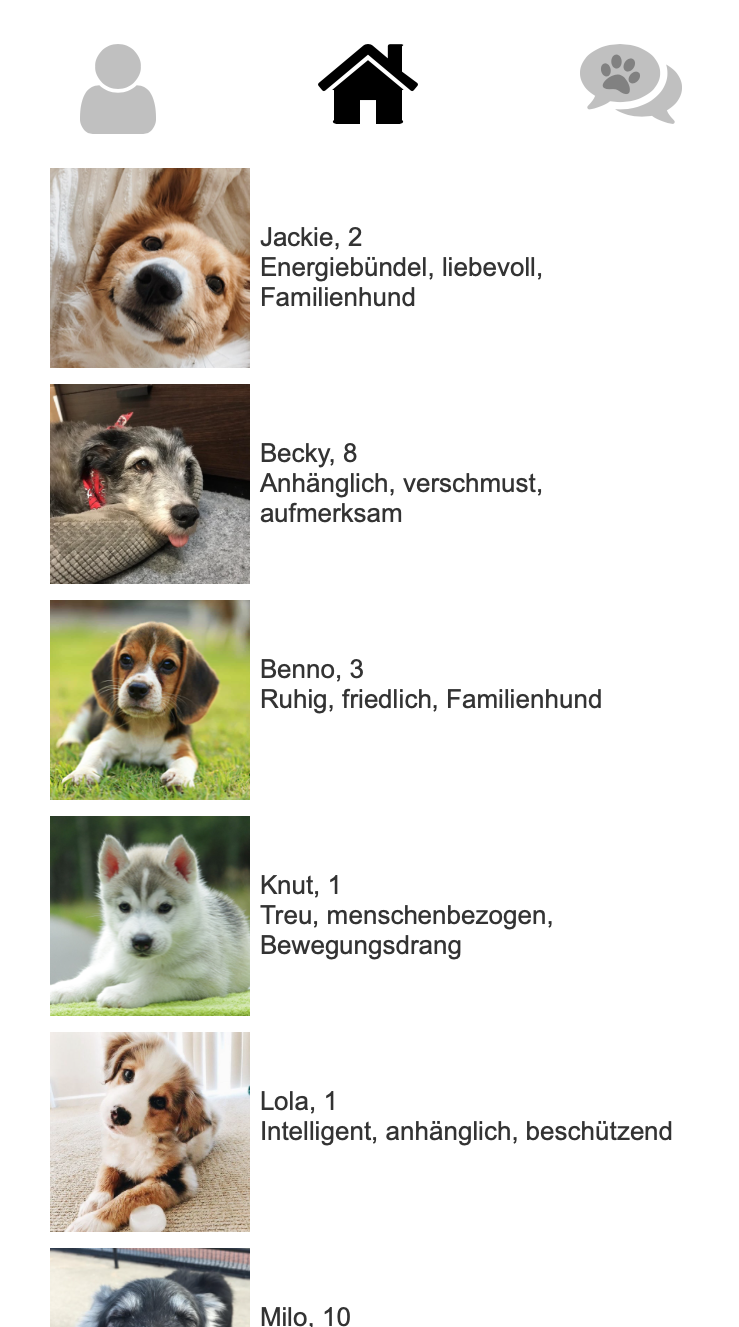 Jackie, 2
Energiebündel, liebevoll,
Familienhund
Becky, 8
Anhänglich, verschmust,
aufmerksam
Benno, 3
Ruhig, friedlich, Familienhund
Knut, 1
Treu, menschenbezogen,
Bewegungsdrang
Lola, 1
Intelligent, anhänglich, beschützend
Milo, 10